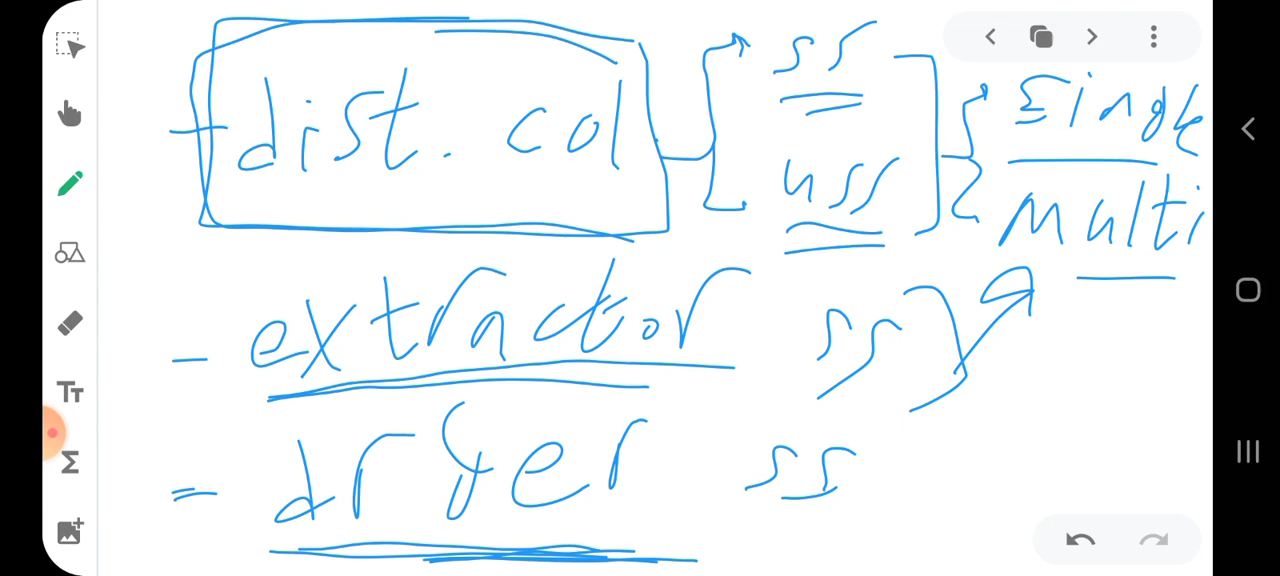 - dist. col ss Single
uss Multi
- extractor ss
= dryer ss